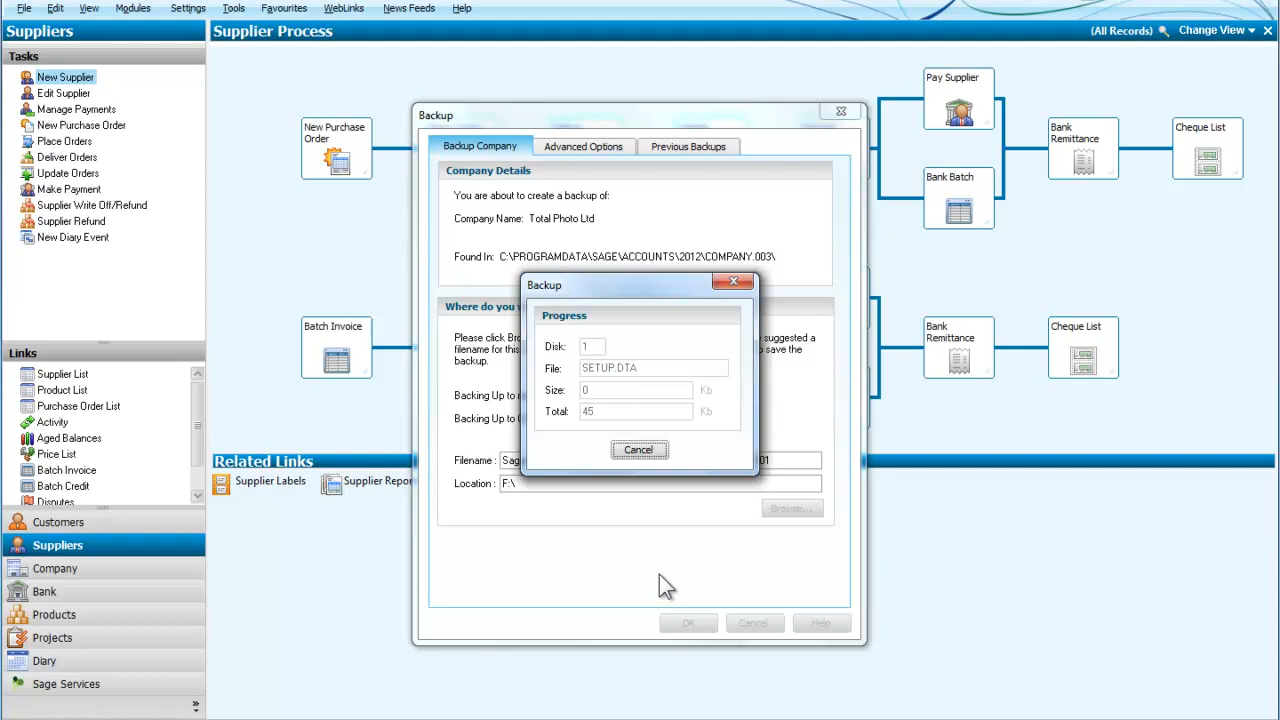 File Edit View Modules Settings Tools Favourites WebLinks News Feeds Help
Suppliers
Supplier Process
(All Records) Change View
Tasks
New Supplier
Edit Supplier
Manage Payments
New Purchase Order
Place Orders
Deliver Orders
Update Orders
Make Payment
Supplier Write Off/Refund
Supplier Refund
New Diary Event
Links
Supplier List
Product List
Purchase Order List
Activity
Aged Balances
Price List
Batch Invoice
Batch Credit
Disputes
Customers
Suppliers
Company
Bank
Products
Projects
Diary
Sage Services
New Purchase
Order
Pay Supplier
Bank Batch
Bank
Remittance
Cheque List
Batch Invoice
Bank
Remittance
Cheque List
Related Links
Supplier Labels
Supplier Repor
Backup
Backup Company Advanced Options Previous Backups
Company Details
You are about to create a backup of:
Company Name: Total Photo Ltd
Found In: C:\PROGRAMDATA\SAGE\ACCOUNTS\2012\COMPANY.003\
Where do you
Please click Bro
suggested a
filename for this
to save the
backup.
Backing Up to
Backing Up to
Filename : Sag
01
Location : F:\
Browse...
OK Cancel Help
Backup
Progress
Disk: 1
File: SETUP.DTA
Size: 0 Kb
Total: 45 Kb
Cancel